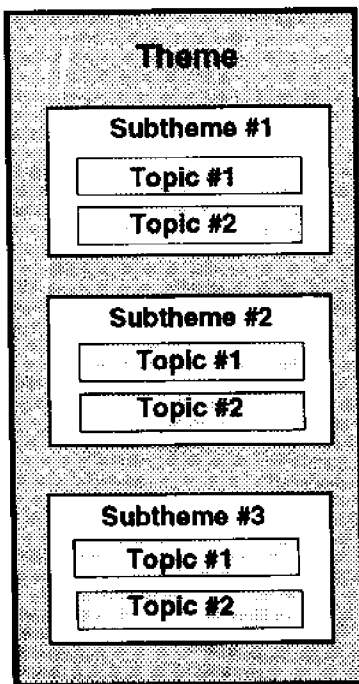 Theme
Subtheme #1
Topic #1
Topic #2
Subtheme #2
Topic #1
Topic #2
Subtheme #3
Topic #1
Topic #2